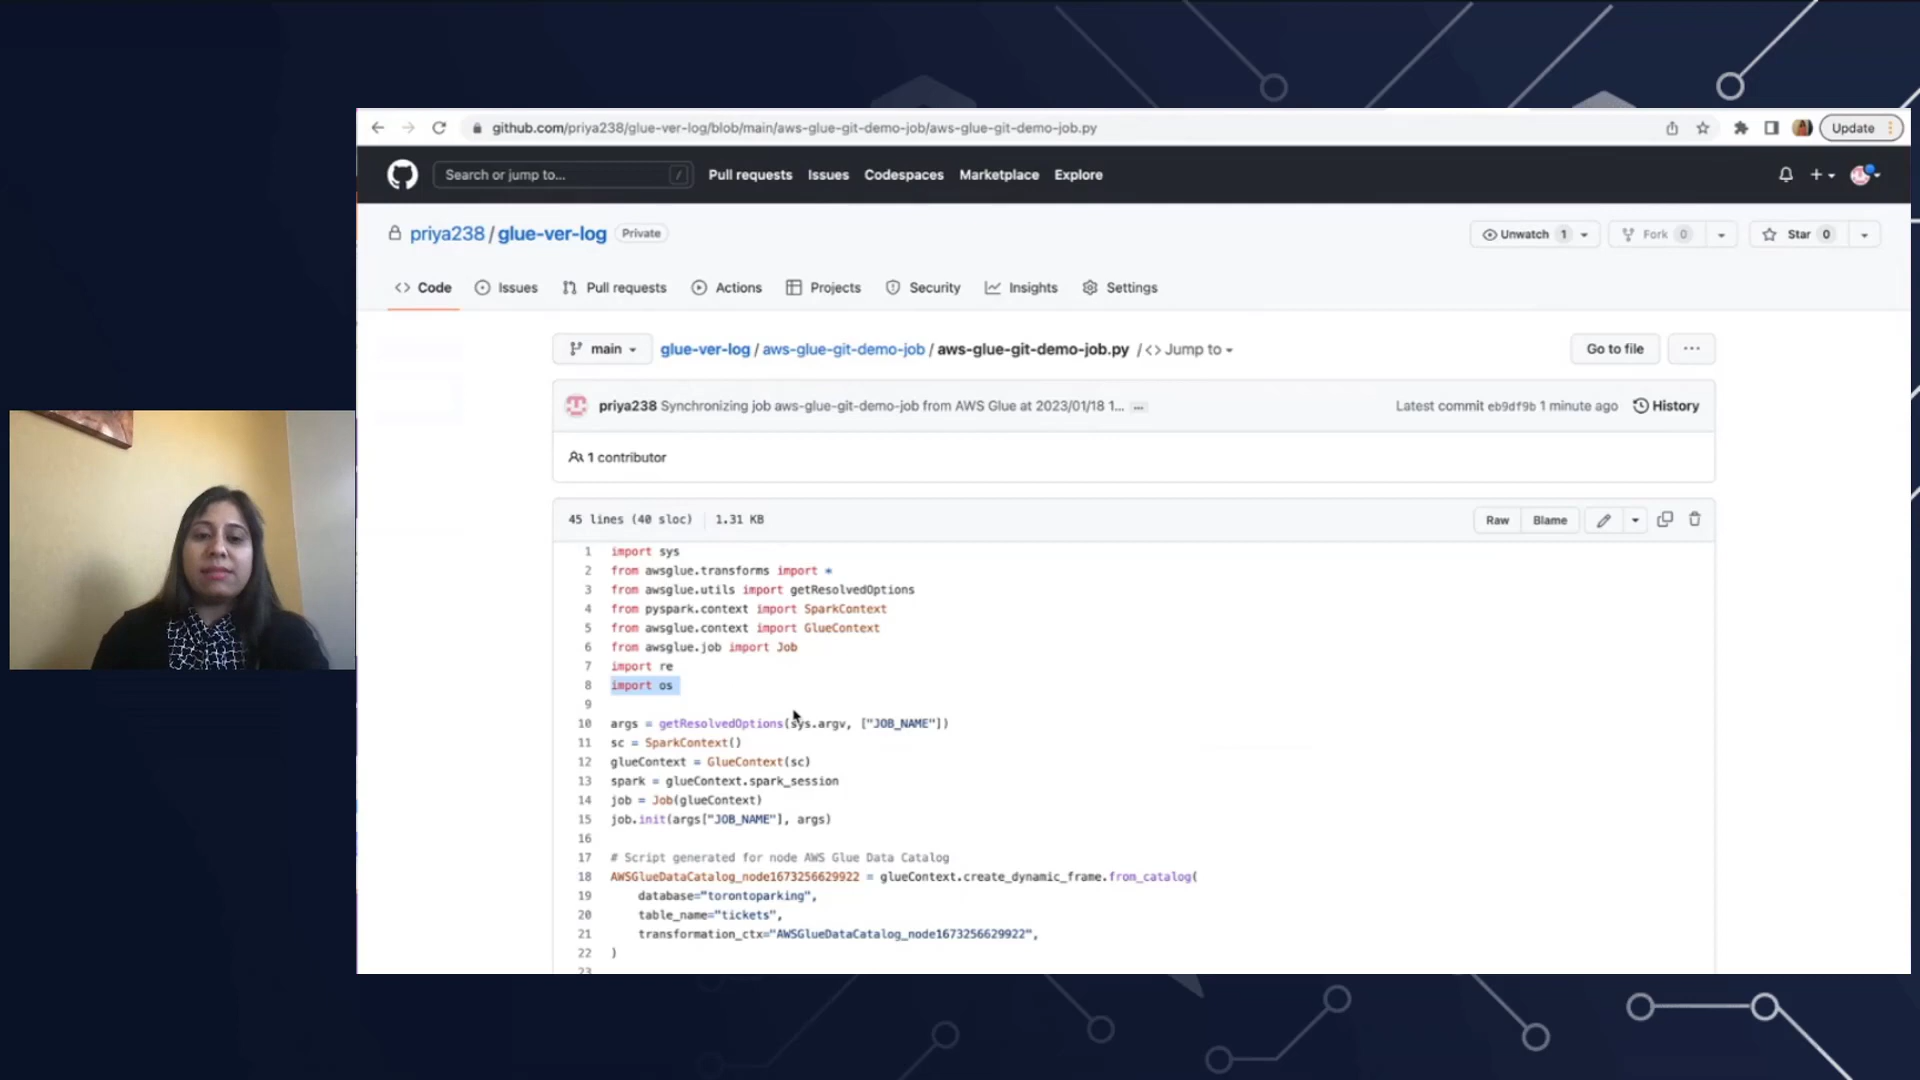 github.com/priya238/glue-ver-log/blob/main/aws-glue-git-demo-job/aws-glue-git-demo-job.py
Update
Search or jump to...
/
Pull requests
Issues
Codespaces
Marketplace
Explore
priya238 / glue-ver-log
Private
Unwatch 1
Fork 0
Star 0
<> Code
Issues
Pull requests
Actions
Projects
Security
Insights
Settings
main
glue-ver-log / aws-glue-git-demo-job / aws-glue-git-demo-job.py / <> Jump to
Go to file
...
priya238 Synchronizing job aws-glue-git-demo-job from AWS Glue at 2023/01/18 1... ...
Latest commit eb9df9b 1 minute ago
History
1 contributor
45 lines (40 sloc)
1.31 KB
Raw
Blame
1 import sys
2 from awsglue.transforms import *
3 from awsglue.utils import getResolvedOptions
4 from pyspark.context import SparkContext
5 from awsglue.context import GlueContext
6 from awsglue.job import Job
7 import re
8 import os
9
10 args = getResolvedOptions(sys.argv, ["JOB_NAME"])
11 sc = SparkContext()
12 glueContext = GlueContext(sc)
13 spark = glueContext.spark_session
14 job = Job(glueContext)
15 job.init(args["JOB_NAME"], args)
16
17 # Script generated for node AWS Glue Data Catalog
18 AWSGlueDataCatalog_node1673256629922 = glueContext.create_dynamic_frame.from_catalog(
19 database="torontoparking",
20 table_name="tickets",
21 transformation_ctx="AWSGlueDataCatalog_node1673256629922",
22 )
23